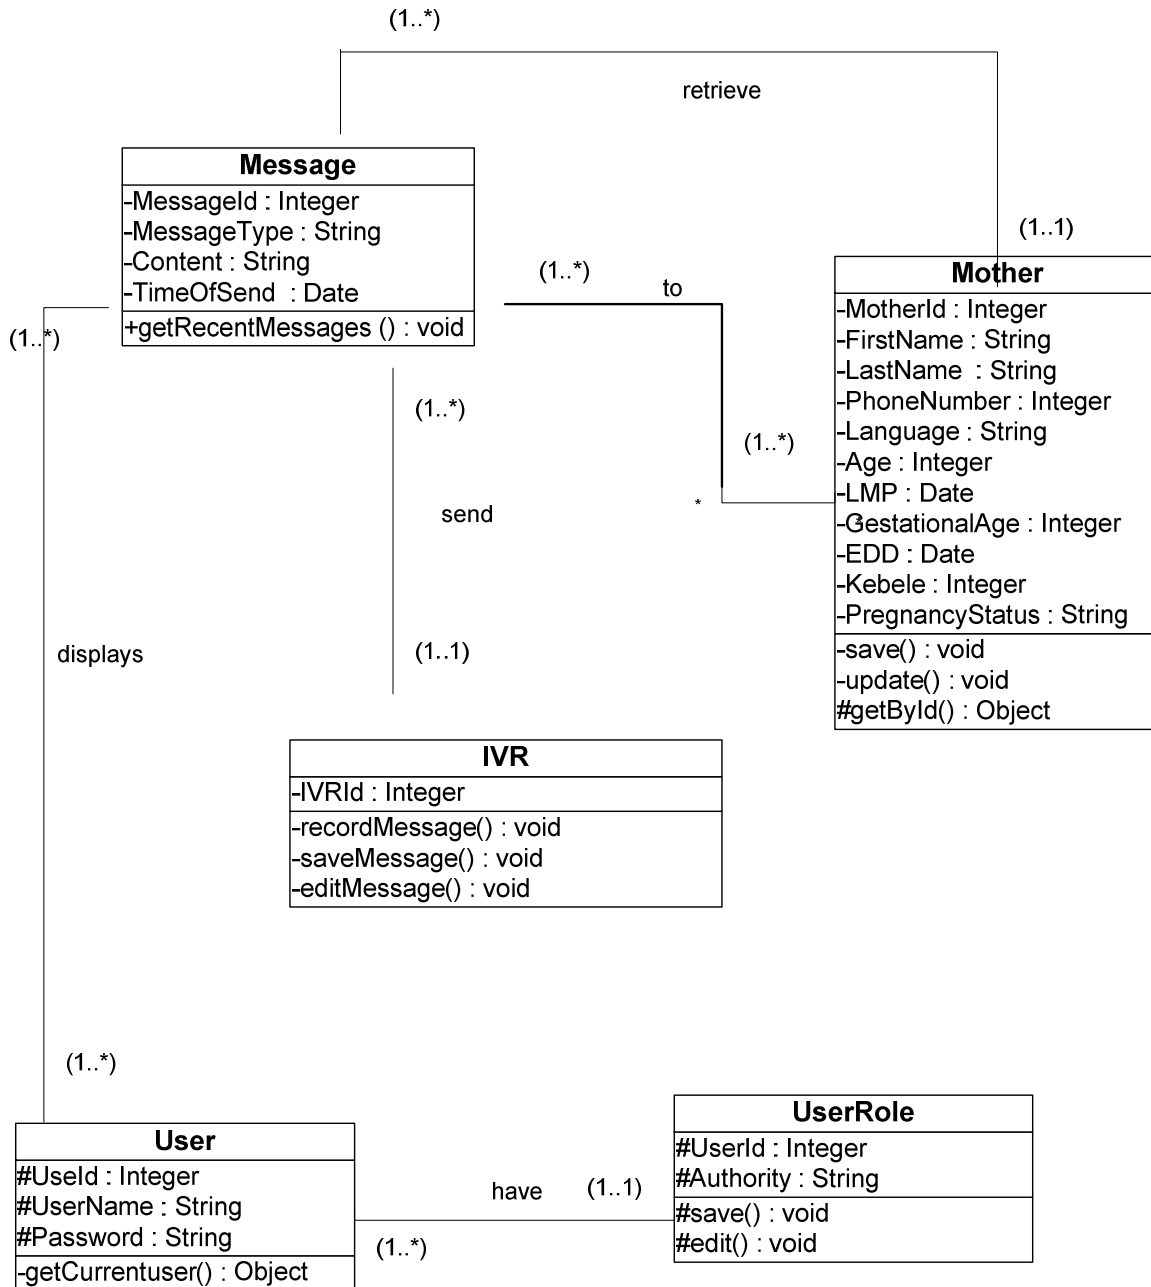 (1..*)
retrieve
Message
-MessageId : Integer
-MessageType : String
-Content : String
-TimeOfSend : Date
+getRecentMessages () : void
(1..1)
(1..*)
to
Mother
-MotherId : Integer
-FirstName : String
-LastName : String
-PhoneNumber : Integer
-Language : String
-Age : Integer
-LMP : Date
-GestationalAge : Integer
-EDD : Date
-Kebele : Integer
-PregnancyStatus : String
-save() : void
-update() : void
#getById() : Object
(1..*)
(1..*)
(1..*)
*
*
send
displays
(1..1)
IVR
-IVRId : Integer
-recordMessage() : void
-saveMessage() : void
-editMessage() : void
(1..*)
User
#UseId : Integer
#UserName : String
#Password : String
-getCurrentuser() : Object
have
(1..1)
(1..*)
UserRole
#UserId : Integer
#Authority : String
#save() : void
#edit() : void